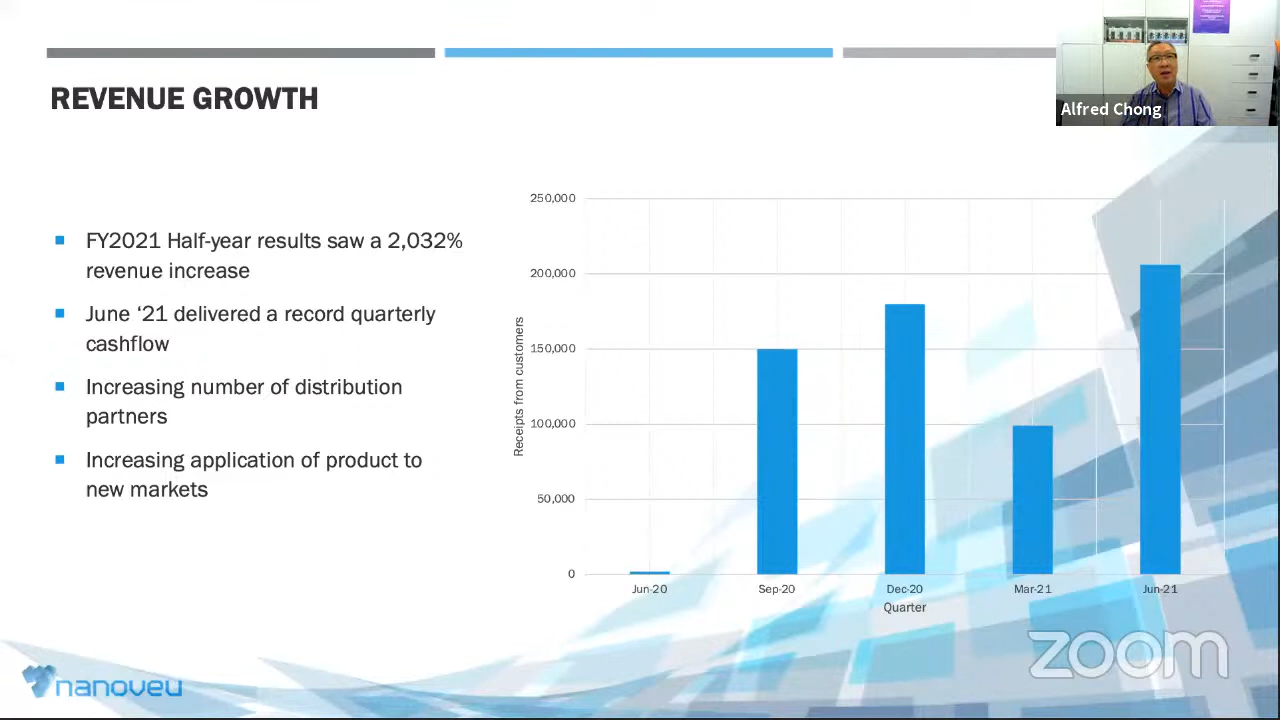 REVENUE GROWTH
Alfred Chong
FY2021 Half-year results saw a 2,032%
revenue increase
June ‘21 delivered a record quarterly
cashflow
Increasing number of distribution
partners
Increasing application of product to
new markets
Receipts from customers
250,000
200,000
150,000
100,000
50,000
0
Jun-20 Sep-20 Dec-20 Mar-21 Jun-21
Quarter
nanoveu
zoom